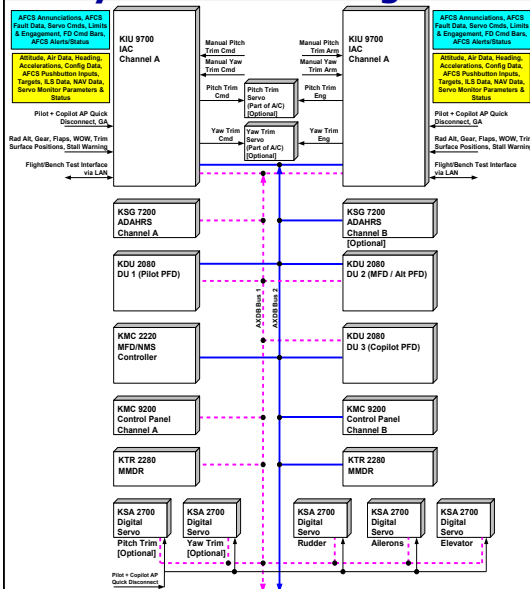 AFCS Annunciations, AFCS
Fault Data, Servo Cmds, Limits
& Engagement, FD Cmd Bars,
AFCS Alerts/Status
Attitude, Air Data, Heading,
Accelerations, Config Data,
AFCS Pushbutton Inputs,
Targets, ILS Data, NAV Data,
Servo Monitor Parameters &
Status
Pilot + Copilot AP Quick
Disconnect, GA
Rad Alt, Gear, Flaps, WOW, Trim
Surface Positions, Stall Warning
Flight/Bench Test Interface
via LAN
KIU 9700
IAC
Channel A
Manual Pitch
Trim Cmd
Manual Yaw
Trim Cmd
Pitch Trim
Cmd
Yaw Trim
Cmd
Pitch Trim
Servo
(Part of A/C)
[Optional]
Yaw Trim
Servo
(Part of A/C)
[Optional]
Manual Pitch
Trim Arm
Manual Yaw
Trim Arm
Pitch Trim
Eng
Yaw Trim
Eng
KIU 9700
IAC
Channel A
AFCS Annunciations, AFCS
Fault Data, Servo Cmds, Limits
& Engagement, FD Cmd Bars,
AFCS Alerts/Status
Attitude, Air Data, Heading,
Accelerations, Config Data,
AFCS Pushbutton Inputs,
Targets, ILS Data, NAV Data,
Servo Monitor Parameters &
Status
Pilot + Copilot AP Quick
Disconnect, GA
Rad Alt, Gear, Flaps, WOW, Trim
Surface Positions, Stall Warning
Flight/Bench Test Interface
via LAN
KSG 7200
ADAHRS
Channel A
KSG 7200
ADAHRS
Channel B
[Optional]
KDU 2080
DU 1 (Pilot PFD)
KDU 2080
DU 2 (MFD / Alt PFD)
AXDB Bus 1
AXDB Bus 2
KMC 2220
MFD/NMS
Controller
KDU 2080
DU 3 (Copilot PFD)
KMC 9200
Control Panel
Channel A
KMC 9200
Control Panel
Channel B
KTR 2280
MMDR
KTR 2280
MMDR
KSA 2700
Digital
Servo
Pitch Trim
[Optional]
KSA 2700
Digital
Servo
Yaw Trim
[Optional]
KSA 2700
Digital
Servo
Rudder
KSA 2700
Digital
Servo
Ailerons
KSA 2700
Digital
Servo
Elevator
Pilot + Copilot AP
Quick Disconnect